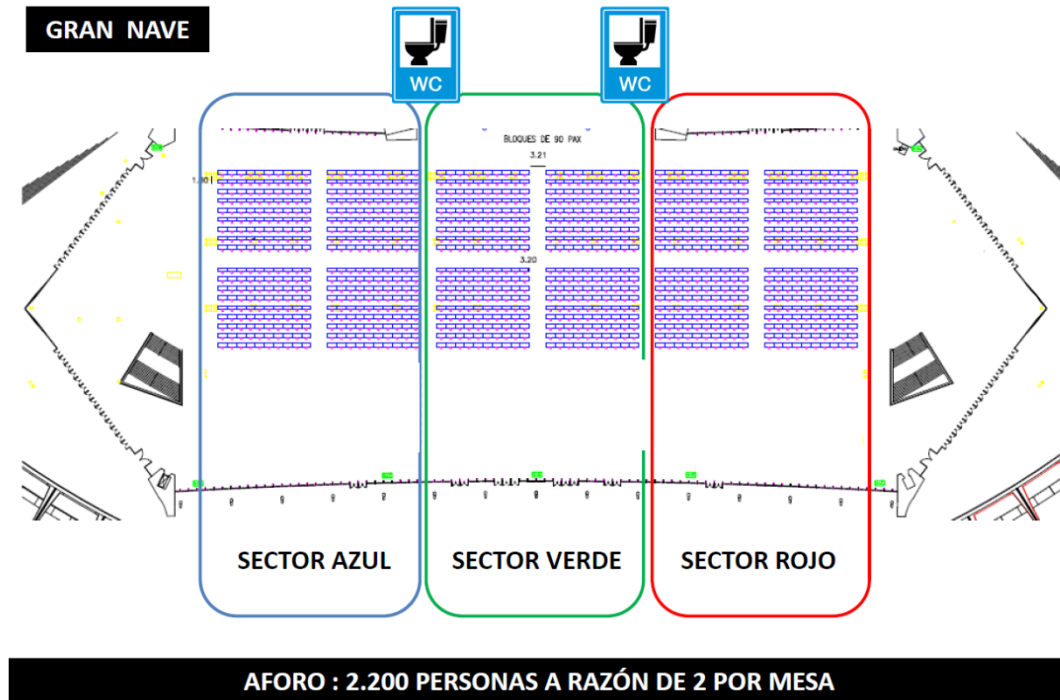 GRAN NAVE
WC
WC
BLOQUES DE 90 PAX
3.21
3.20
SECTOR AZUL
SECTOR VERDE
SECTOR ROJO
AFORO : 2.200 PERSONAS A RAZÓN DE 2 POR MESA